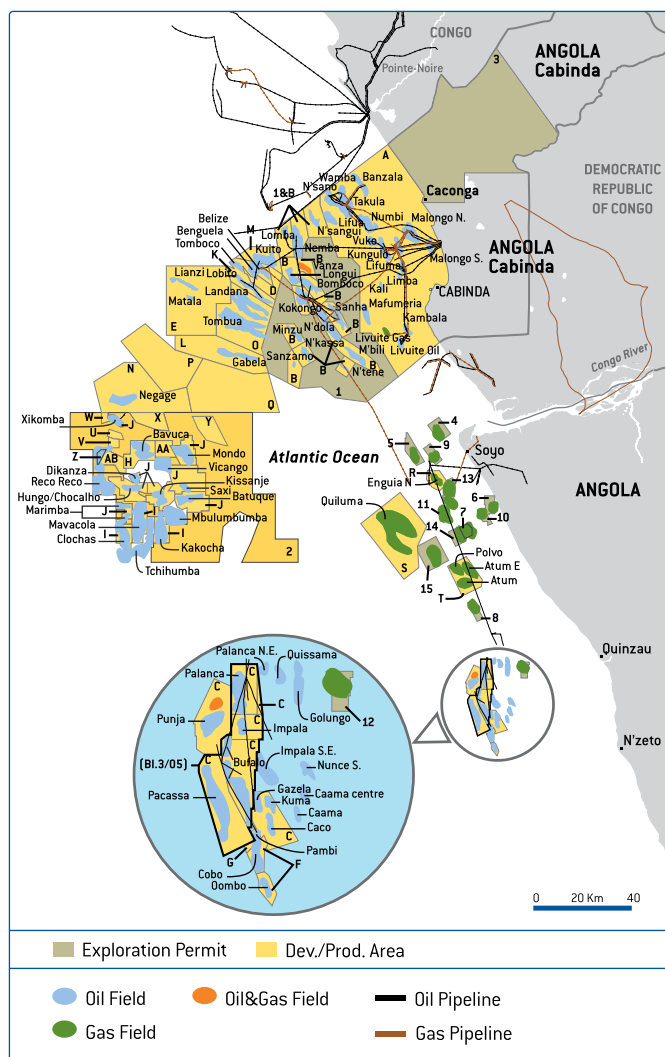 CONGO
ANGOLA
Cabinda
3
Pointe-Noire
DEMOCRATIC
REPUBLIC
OF CONGO
A
Wamba
Banzala
N'sano
1&B
Takula
Caconga
Belize
Benguela
Tomboco
M
Lomba
Lifua
N'sangui
Numbi
Malongo N.
K
Kuito
Nemba
Vuko
Kungulo
ANGOLA
Cabinda
Lianzi
Lobito
B
B
Vanza
Longui
Lifuma
Malongo S.
Landana
D
Bomboco
Limba
Kali
CABINDA
Matala
B
Kokongo
Sanha
Mafumeria
Tombua
Minzu
N'dola
B
Kambala
E
B
N'kassa
Livuite Gas
L
O
Sanzamo
M'bili
Livuite Oil
P
Gabela
B
B
B
N'tene
N
Congo River
Negage
Q
1
W
X
Y
Xikomba
J
U
V
Bavuca
J
Z
AB
H
AA
Mondo
Dikanza
J
Vicango
Reco Reco
Kissanje
Hungo/Chocalho
Saxi
Batuque
Marimba
J
I
J
Mbulumbumba
Mavacola
Clochas
I
I
Kakocha
2
Tchihumba
Atlantic Ocean
4
5
9
Soyo
R
Enguia N
13
ANGOLA
Quiluma
11
7
6
10
14
S
15
Polvo
Atum E
Atum
T
8
Quinzau
N'zeto
Palanca N.E.
Quissama
Palanca
C
C
C
Golungo
12
Punja
C
Impala
(Bl.3/05)
C
C
Impala S.E.
Bufalo
Nunce S.
Pacassa
Gazela
Kuma
Caama centre
Caama
Caco
C
Pambi
G
F
Cobo
Oombo
0 20 Km 40
Exploration Permit
Dev./Prod. Area
Oil Field
Oil&Gas Field
Oil Pipeline
Gas Field
Gas Pipeline